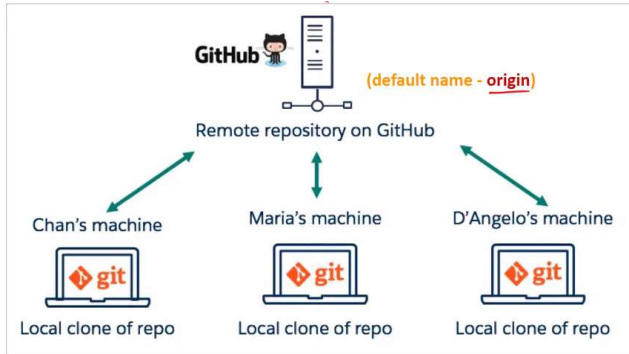 GitHub
(default name - origin)
Remote repository on GitHub
Chan's machine
Maria's machine
D'Angelo's machine
git
git
git
Local clone of repo
Local clone of repo
Local clone of repo